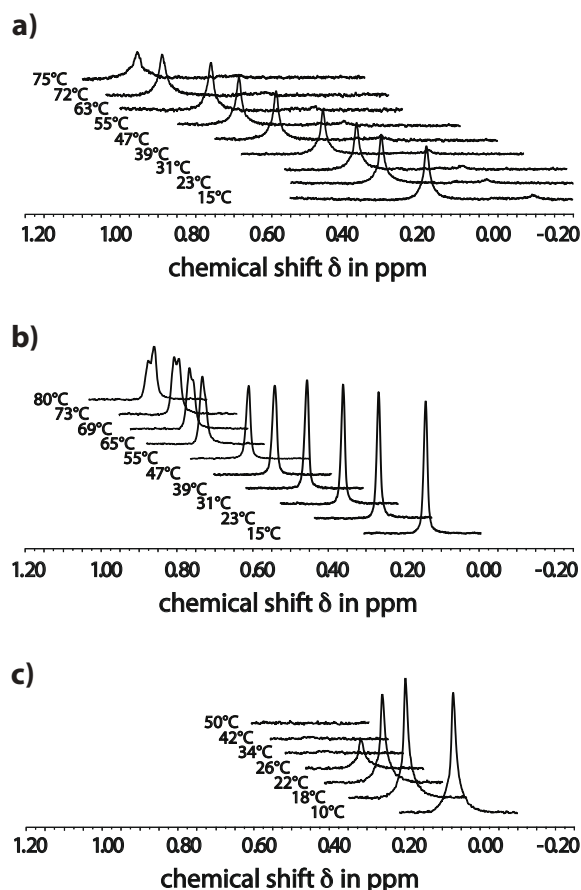 a)
75°C
72°C
63°C
55°C
47°C
39°C
31°C
23°C
15°C
1.20 1.00 0.80 0.60 0.40 0.20 0.00 -0.20
chemical shift δ in ppm
b)
80°C
73°C
69°C
65°C
55°C
47°C
39°C
31°C
23°C
15°C
1.20 1.00 0.80 0.60 0.40 0.20 0.00 -0.20
chemical shift δ in ppm
c)
50°C
42°C
34°C
26°C
22°C
18°C
10°C
1.20 1.00 0.80 0.60 0.40 0.20 0.00 -0.20
chemical shift δ in ppm